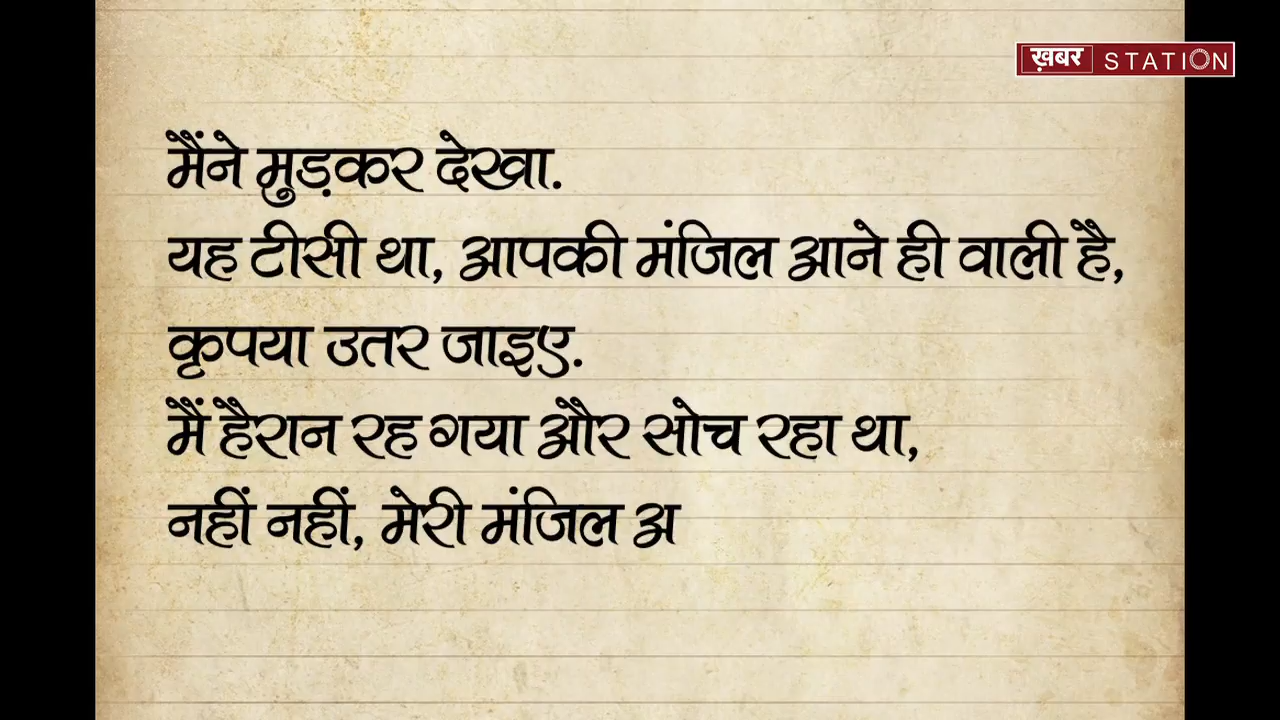 ख़बर STATION
मैंने मुड़कर देखा.
यह टीसी था, आपकी मंजिल आने ही वाली है,
कृपया उतर जाइए.
मैं हैरान रह गया और सोच रहा था,
नहीं नहीं, मेरी मंजिल अ